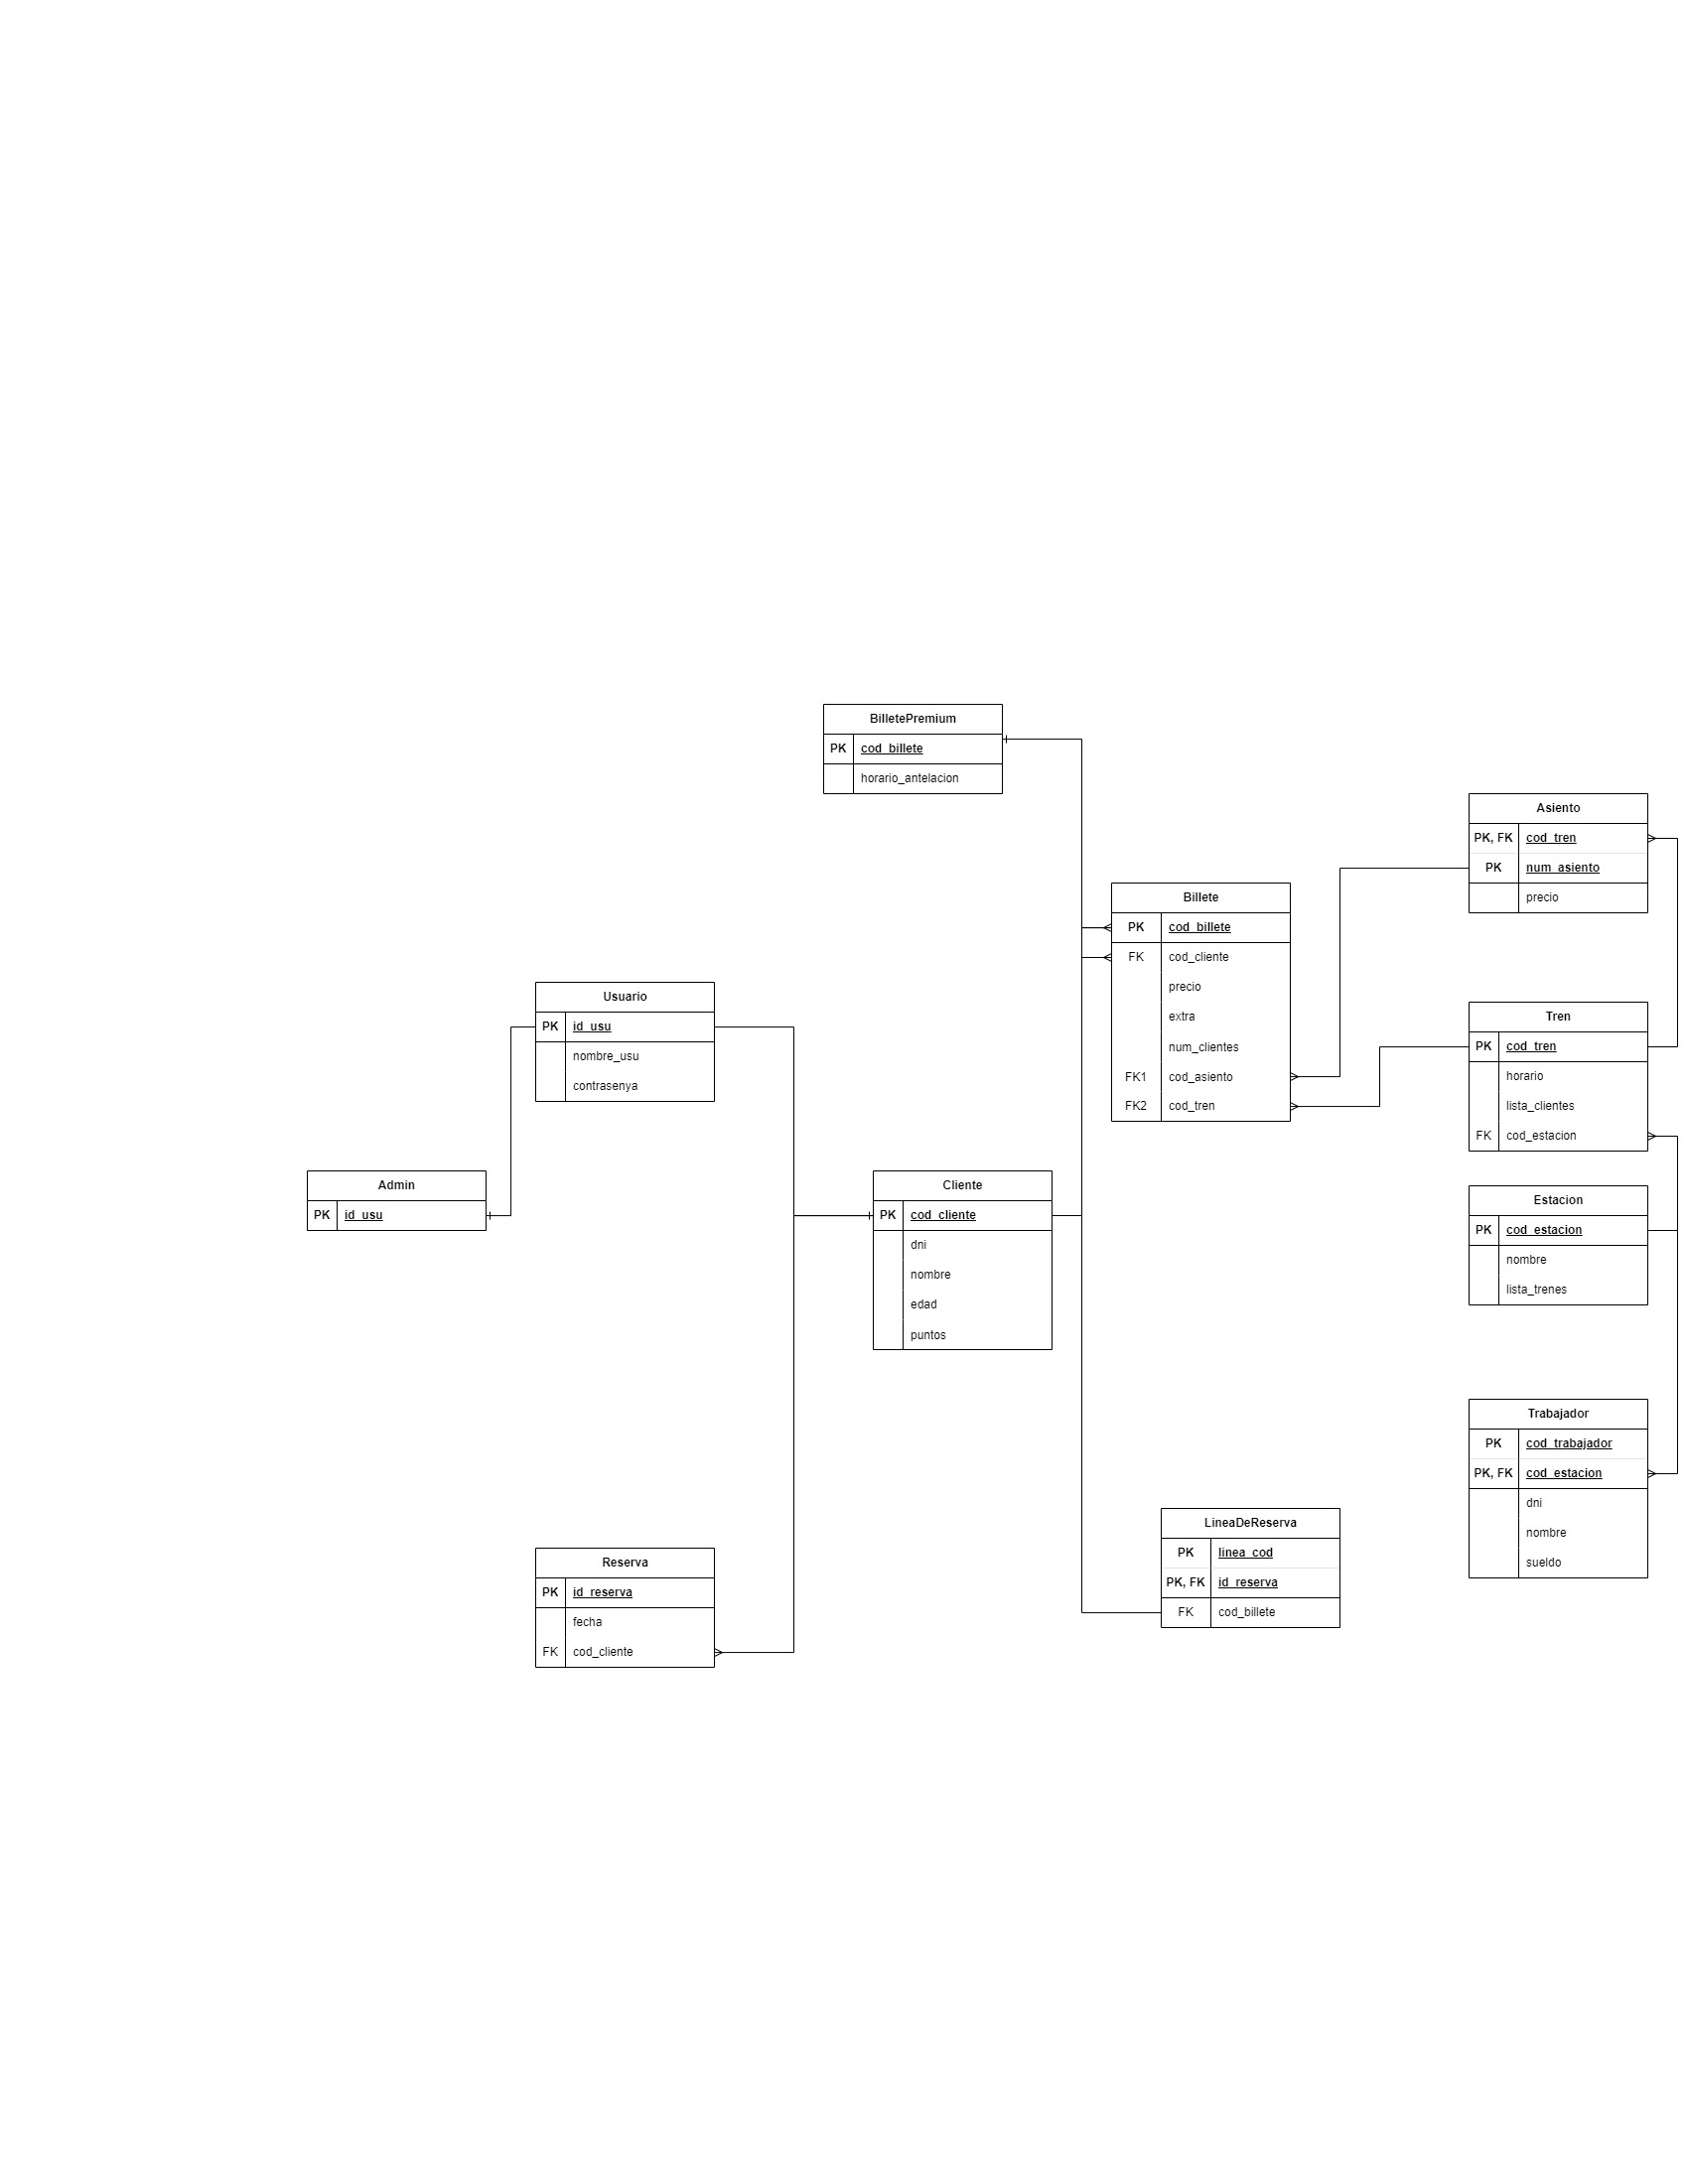 BilletePremium
PK cod_billete
horario_antelacion
Asiento
PK, FK cod_tren
PK num_asiento
precio
Billete
PK cod_billete
FK cod_cliente
precio
extra
num_clientes
FK1 cod_asiento
FK2 cod_tren
Usuario
PK id_usu
nombre_usu
contrasenya
Tren
PK cod_tren
horario
lista_clientes
FK cod_estacion
Admin
PK id_usu
Cliente
PK cod_cliente
dni
nombre
edad
puntos
Estacion
PK cod_estacion
nombre
lista_trenes
Trabajador
PK cod_trabajador
PK, FK cod_estacion
dni
nombre
sueldo
LineaDeReserva
PK linea_cod
PK, FK id_reserva
FK cod_billete
Reserva
PK id_reserva
fecha
FK cod_cliente